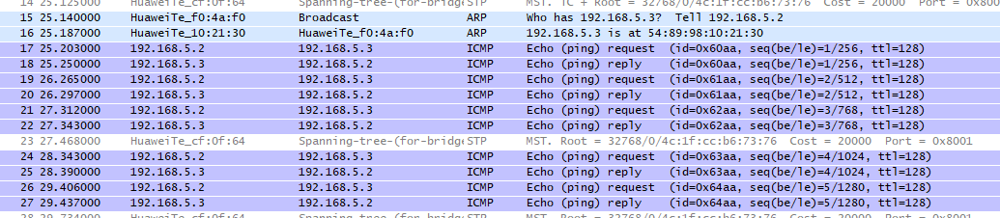 14 25.125000 HuaweiTe_cf:0f:64 Spanning-tree-(for-bridge STP MST. TC + Root = 32768/0/4c:1f:cc:b6:73:76 Cost = 20000 Port = 0x800
15 25.140000 HuaweiTe_f0:4a:f0 Broadcast ARP Who has 192.168.5.3? Tell 192.168.5.2
16 25.187000 HuaweiTe_10:21:30 HuaweiTe_f0:4a:f0 ARP 192.168.5.3 is at 54:89:98:10:21:30
17 25.203000 192.168.5.2 192.168.5.3 ICMP Echo (ping) request (id=0x60aa, seq(be/le)=1/256, ttl=128)
18 25.250000 192.168.5.3 192.168.5.2 ICMP Echo (ping) reply (id=0x60aa, seq(be/le)=1/256, ttl=128)
19 26.265000 192.168.5.2 192.168.5.3 ICMP Echo (ping) request (id=0x61aa, seq(be/le)=2/512, ttl=128)
20 26.297000 192.168.5.3 192.168.5.2 ICMP Echo (ping) reply (id=0x61aa, seq(be/le)=2/512, ttl=128)
21 27.312000 192.168.5.2 192.168.5.3 ICMP Echo (ping) request (id=0x62aa, seq(be/le)=3/768, ttl=128)
22 27.343000 192.168.5.3 192.168.5.2 ICMP Echo (ping) reply (id=0x62aa, seq(be/le)=3/768, ttl=128)
23 27.468000 HuaweiTe_cf:0f:64 Spanning-tree-(for-bridge STP MST. Root = 32768/0/4c:1f:cc:b6:73:76 Cost = 20000 Port = 0x8001
24 28.343000 192.168.5.2 192.168.5.3 ICMP Echo (ping) request (id=0x63aa, seq(be/le)=4/1024, ttl=128)
25 28.390000 192.168.5.3 192.168.5.2 ICMP Echo (ping) reply (id=0x63aa, seq(be/le)=4/1024, ttl=128)
26 29.406000 192.168.5.2 192.168.5.3 ICMP Echo (ping) request (id=0x64aa, seq(be/le)=5/1280, ttl=128)
27 29.437000 192.168.5.3 192.168.5.2 ICMP Echo (ping) reply (id=0x64aa, seq(be/le)=5/1280, ttl=128)
28 29.734000 HuaweiTe_cf:0f:64 Spanning-tree-(for-bridge STP MST. Root = 32768/0/4c:1f:cc:b6:73:76 Cost = 20000 Port = 0x8001